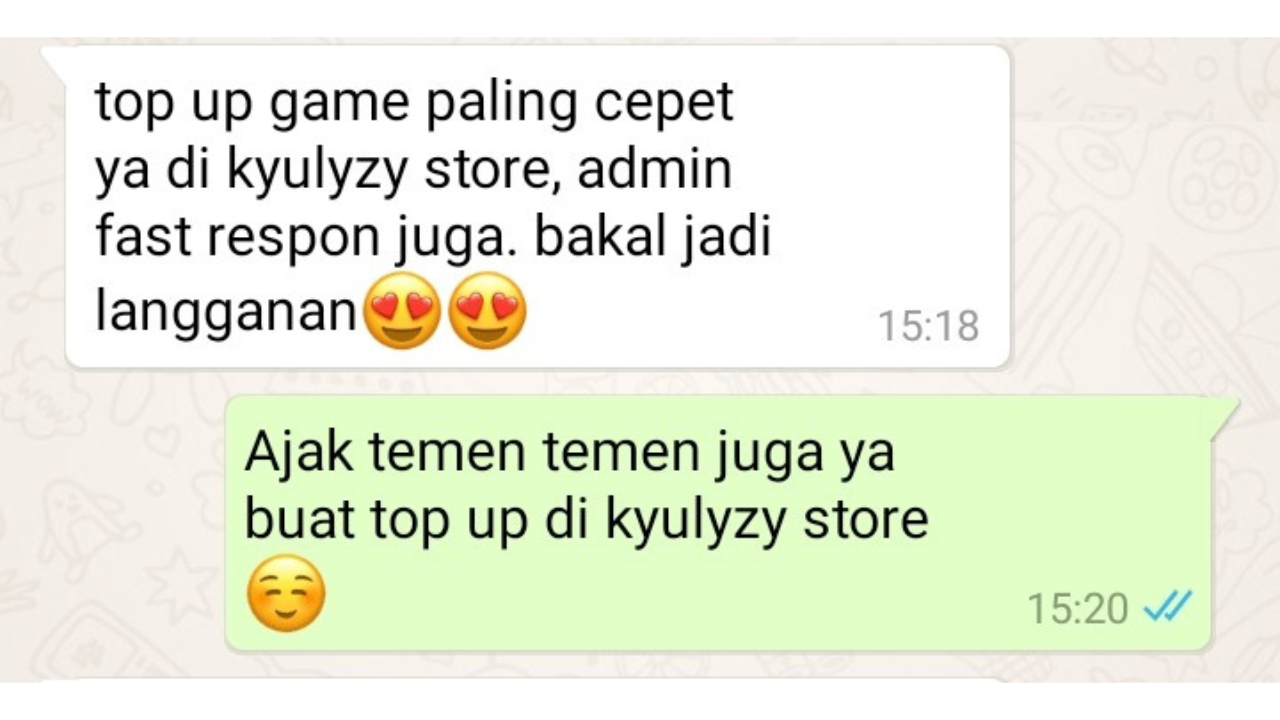 top up game paling cepet
ya di kyulyzy store, admin
fast respon juga. bakal jadi
langganan😍😍
15:18
Ajak temen temen juga ya
buat top up di kyulyzy store
☺️
15:20